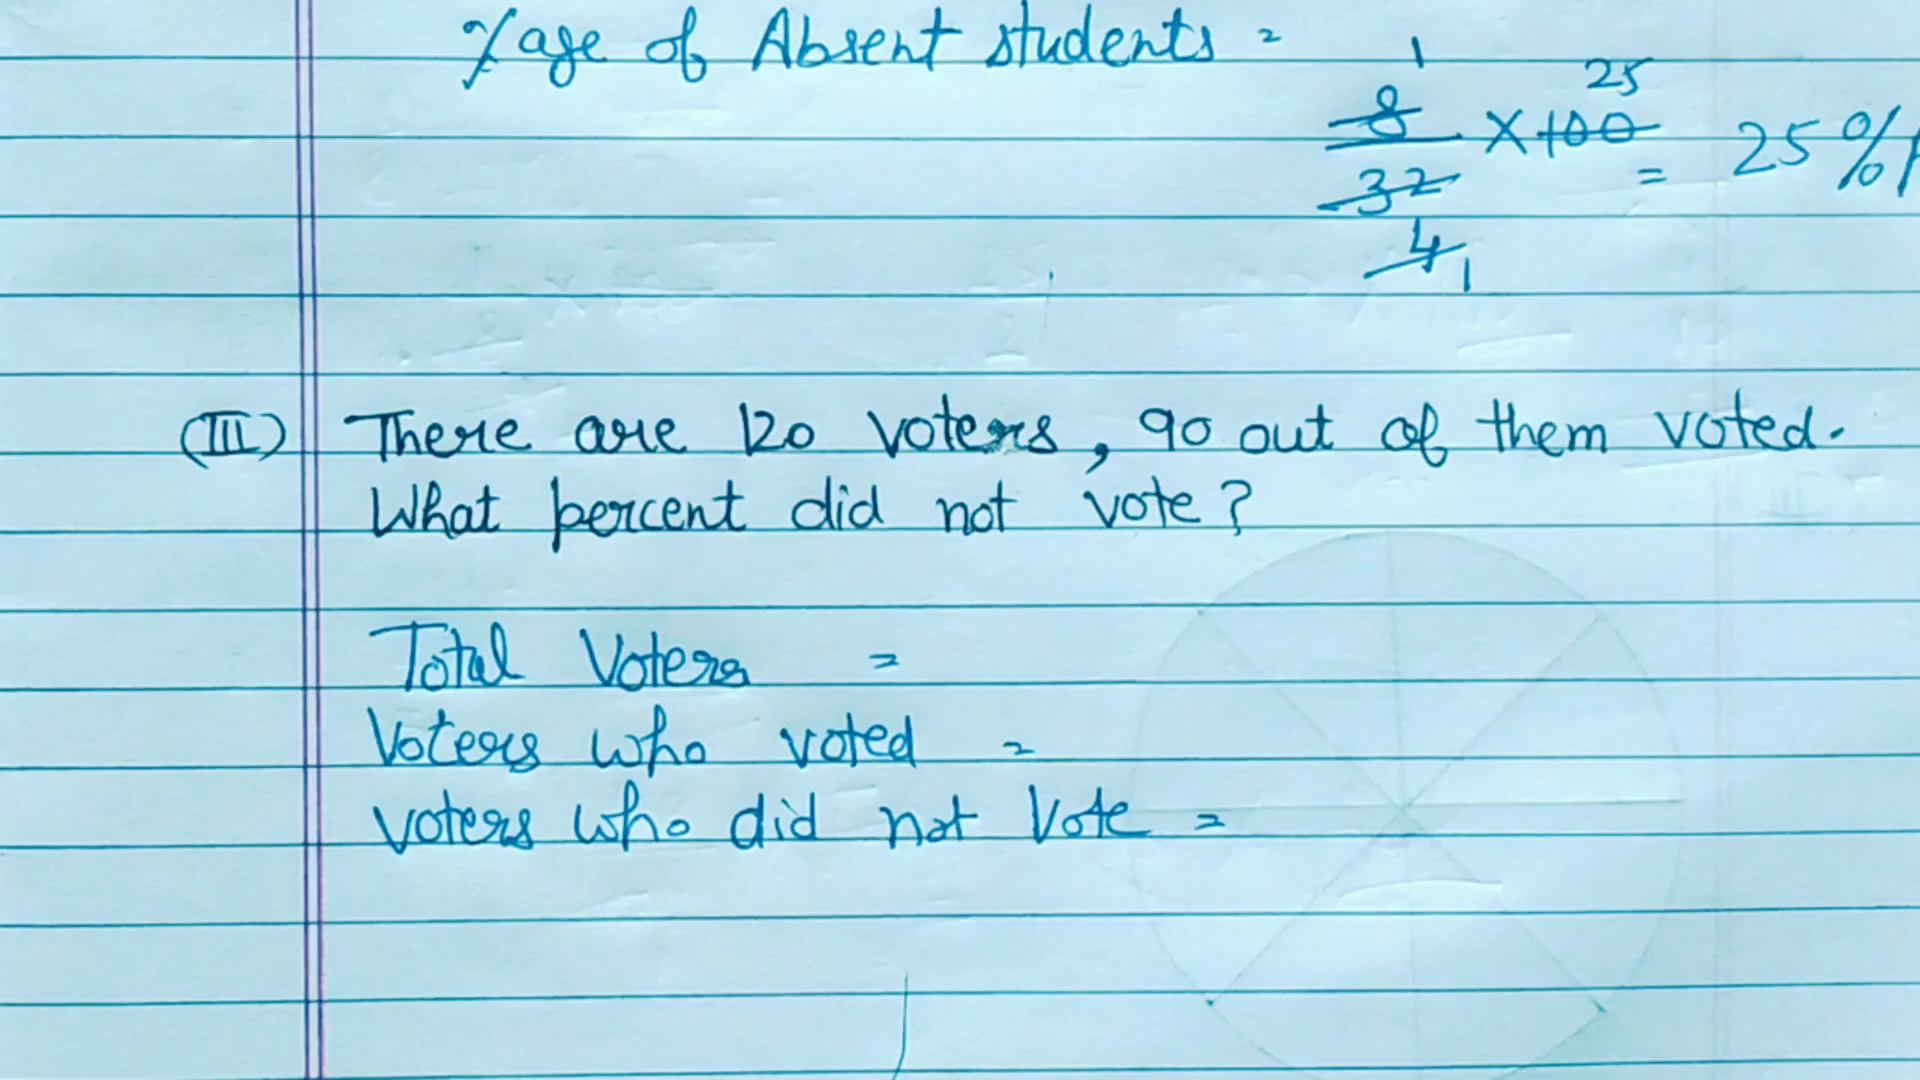 %age of Absent students =
1
25
8
× 100
= 25%
32
4 1
(III) There are 120 voters, 90 out of them voted.
What percent did not vote?
Total Voters =
Voters who voted =
Voters who did not Vote =